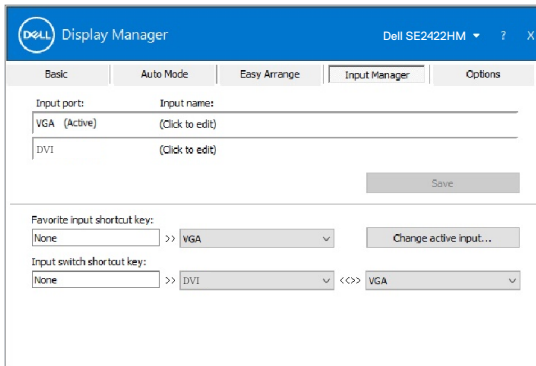 DELL Display Manager Dell SE2422HM ? X
Basic Auto Mode Easy Arrange Input Manager Options
Input port: Input name:
VGA (Active) (Click to edit)
DVI (Click to edit)
Save
Favorite input shortcut key:
None >> VGA Change active input...
Input switch shortcut key:
None >> DVI <<>> VGA